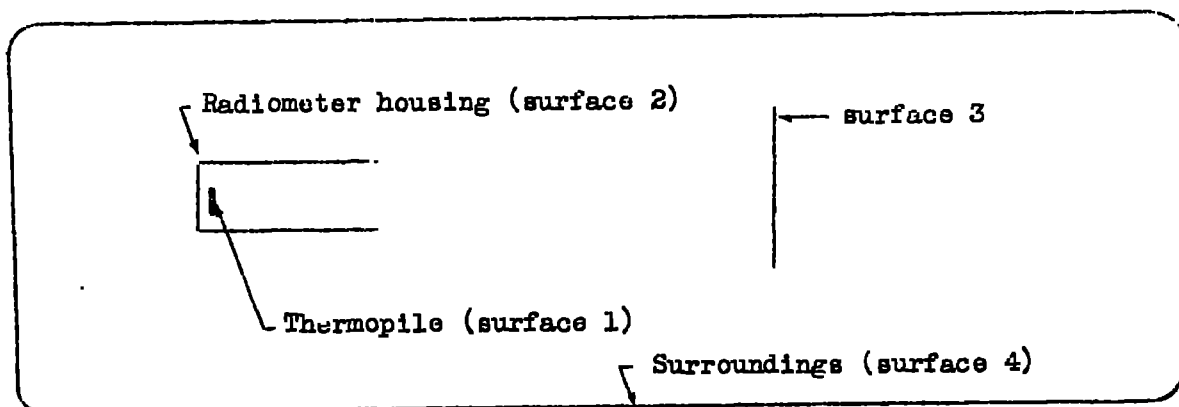 Radiometer housing (surface 2)
surface 3
Thermopile (surface 1)
Surroundings (surface 4)